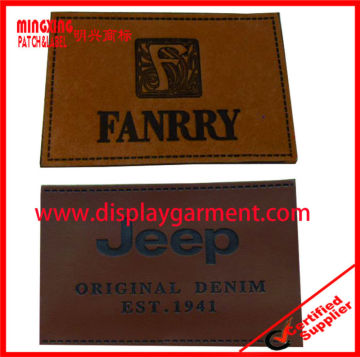 MINGXING
PATCH&LABEL 明兴商标
F
FANRRY
www.displaygarment.com
Jeep
ORIGINAL DENIM
EST.1941
Certified
Supplier